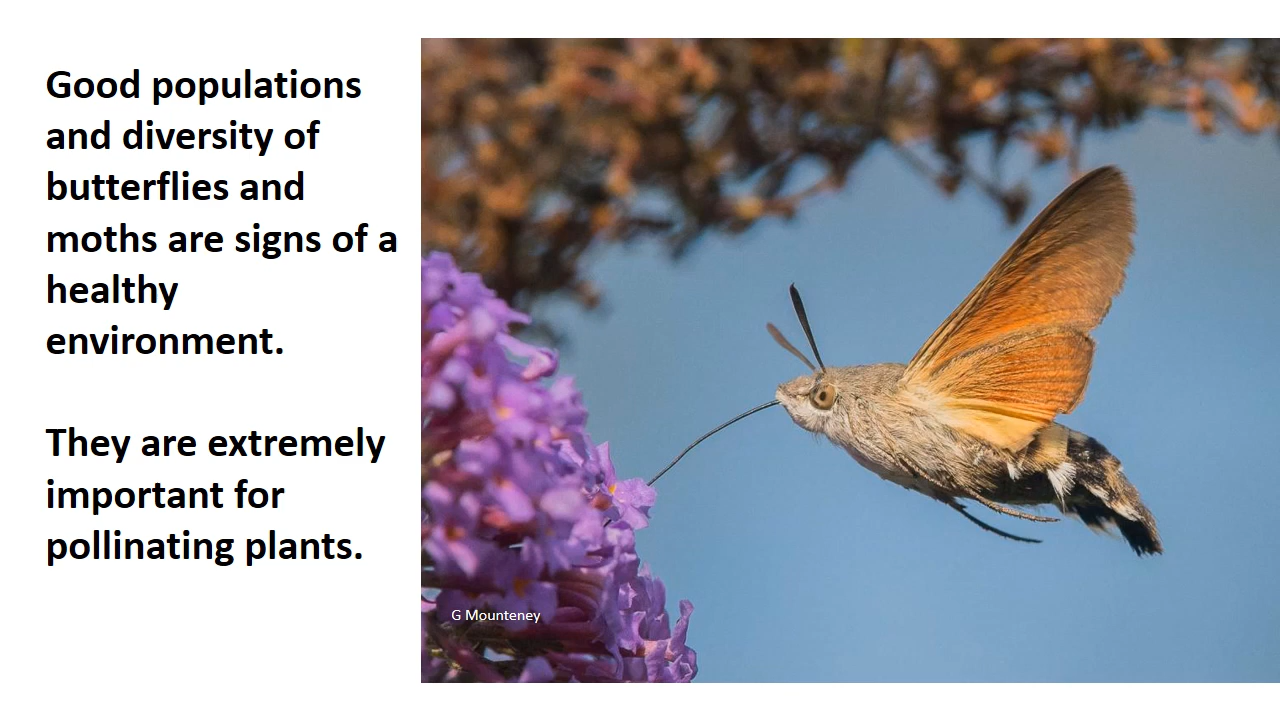 Good populations
and diversity of
butterflies and
moths are signs of a
healthy
environment.
They are extremely
important for
pollinating plants.
G Mounteney